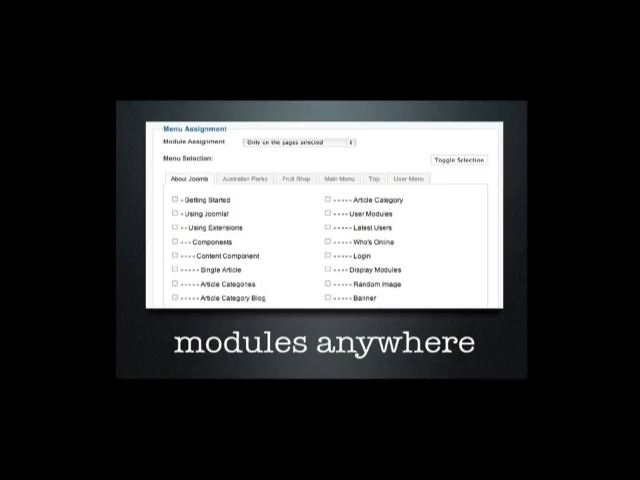 Menu Assignment
Module Assignment Only on the pages selected
Menu Selection: Toggle Selection
About Joomla Australian Parks Fruit Shop Main Menu Top User Menu
- Getting Started - - - - - Article Category
- Using Joomla! - - - - User Modules
- - Using Extensions - - - - - Latest Users
- - - Components - - - - - Who's Online
- - - - Content Component - - - - - Login
- - - - - Single Article - - - - Display Modules
- - - - - Article Categories - - - - - Random Image
- - - - - Article Category Blog - - - - - Banner
modules anywhere